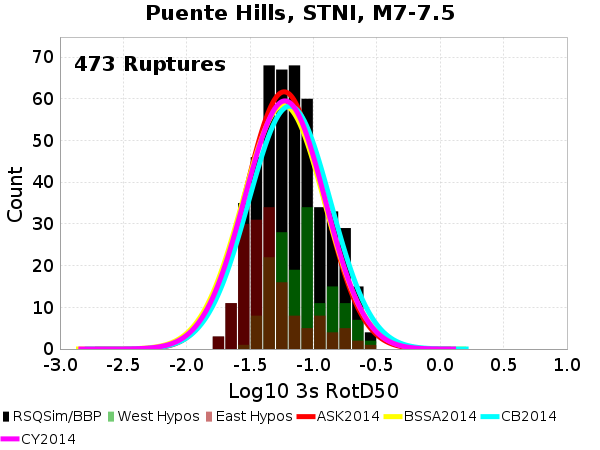 Puente Hills, STNI, M7-7.5
473 Ruptures
70
60
50
40
30
20
10
0
Count
-3.0 -2.5 -2.0 -1.5 -1.0 -0.5 0.0 0.5 1.0
Log10 3s RotD50
RSQSim/BBP West Hypos East Hypos ASK2014 BSSA2014 CB2014
CY2014